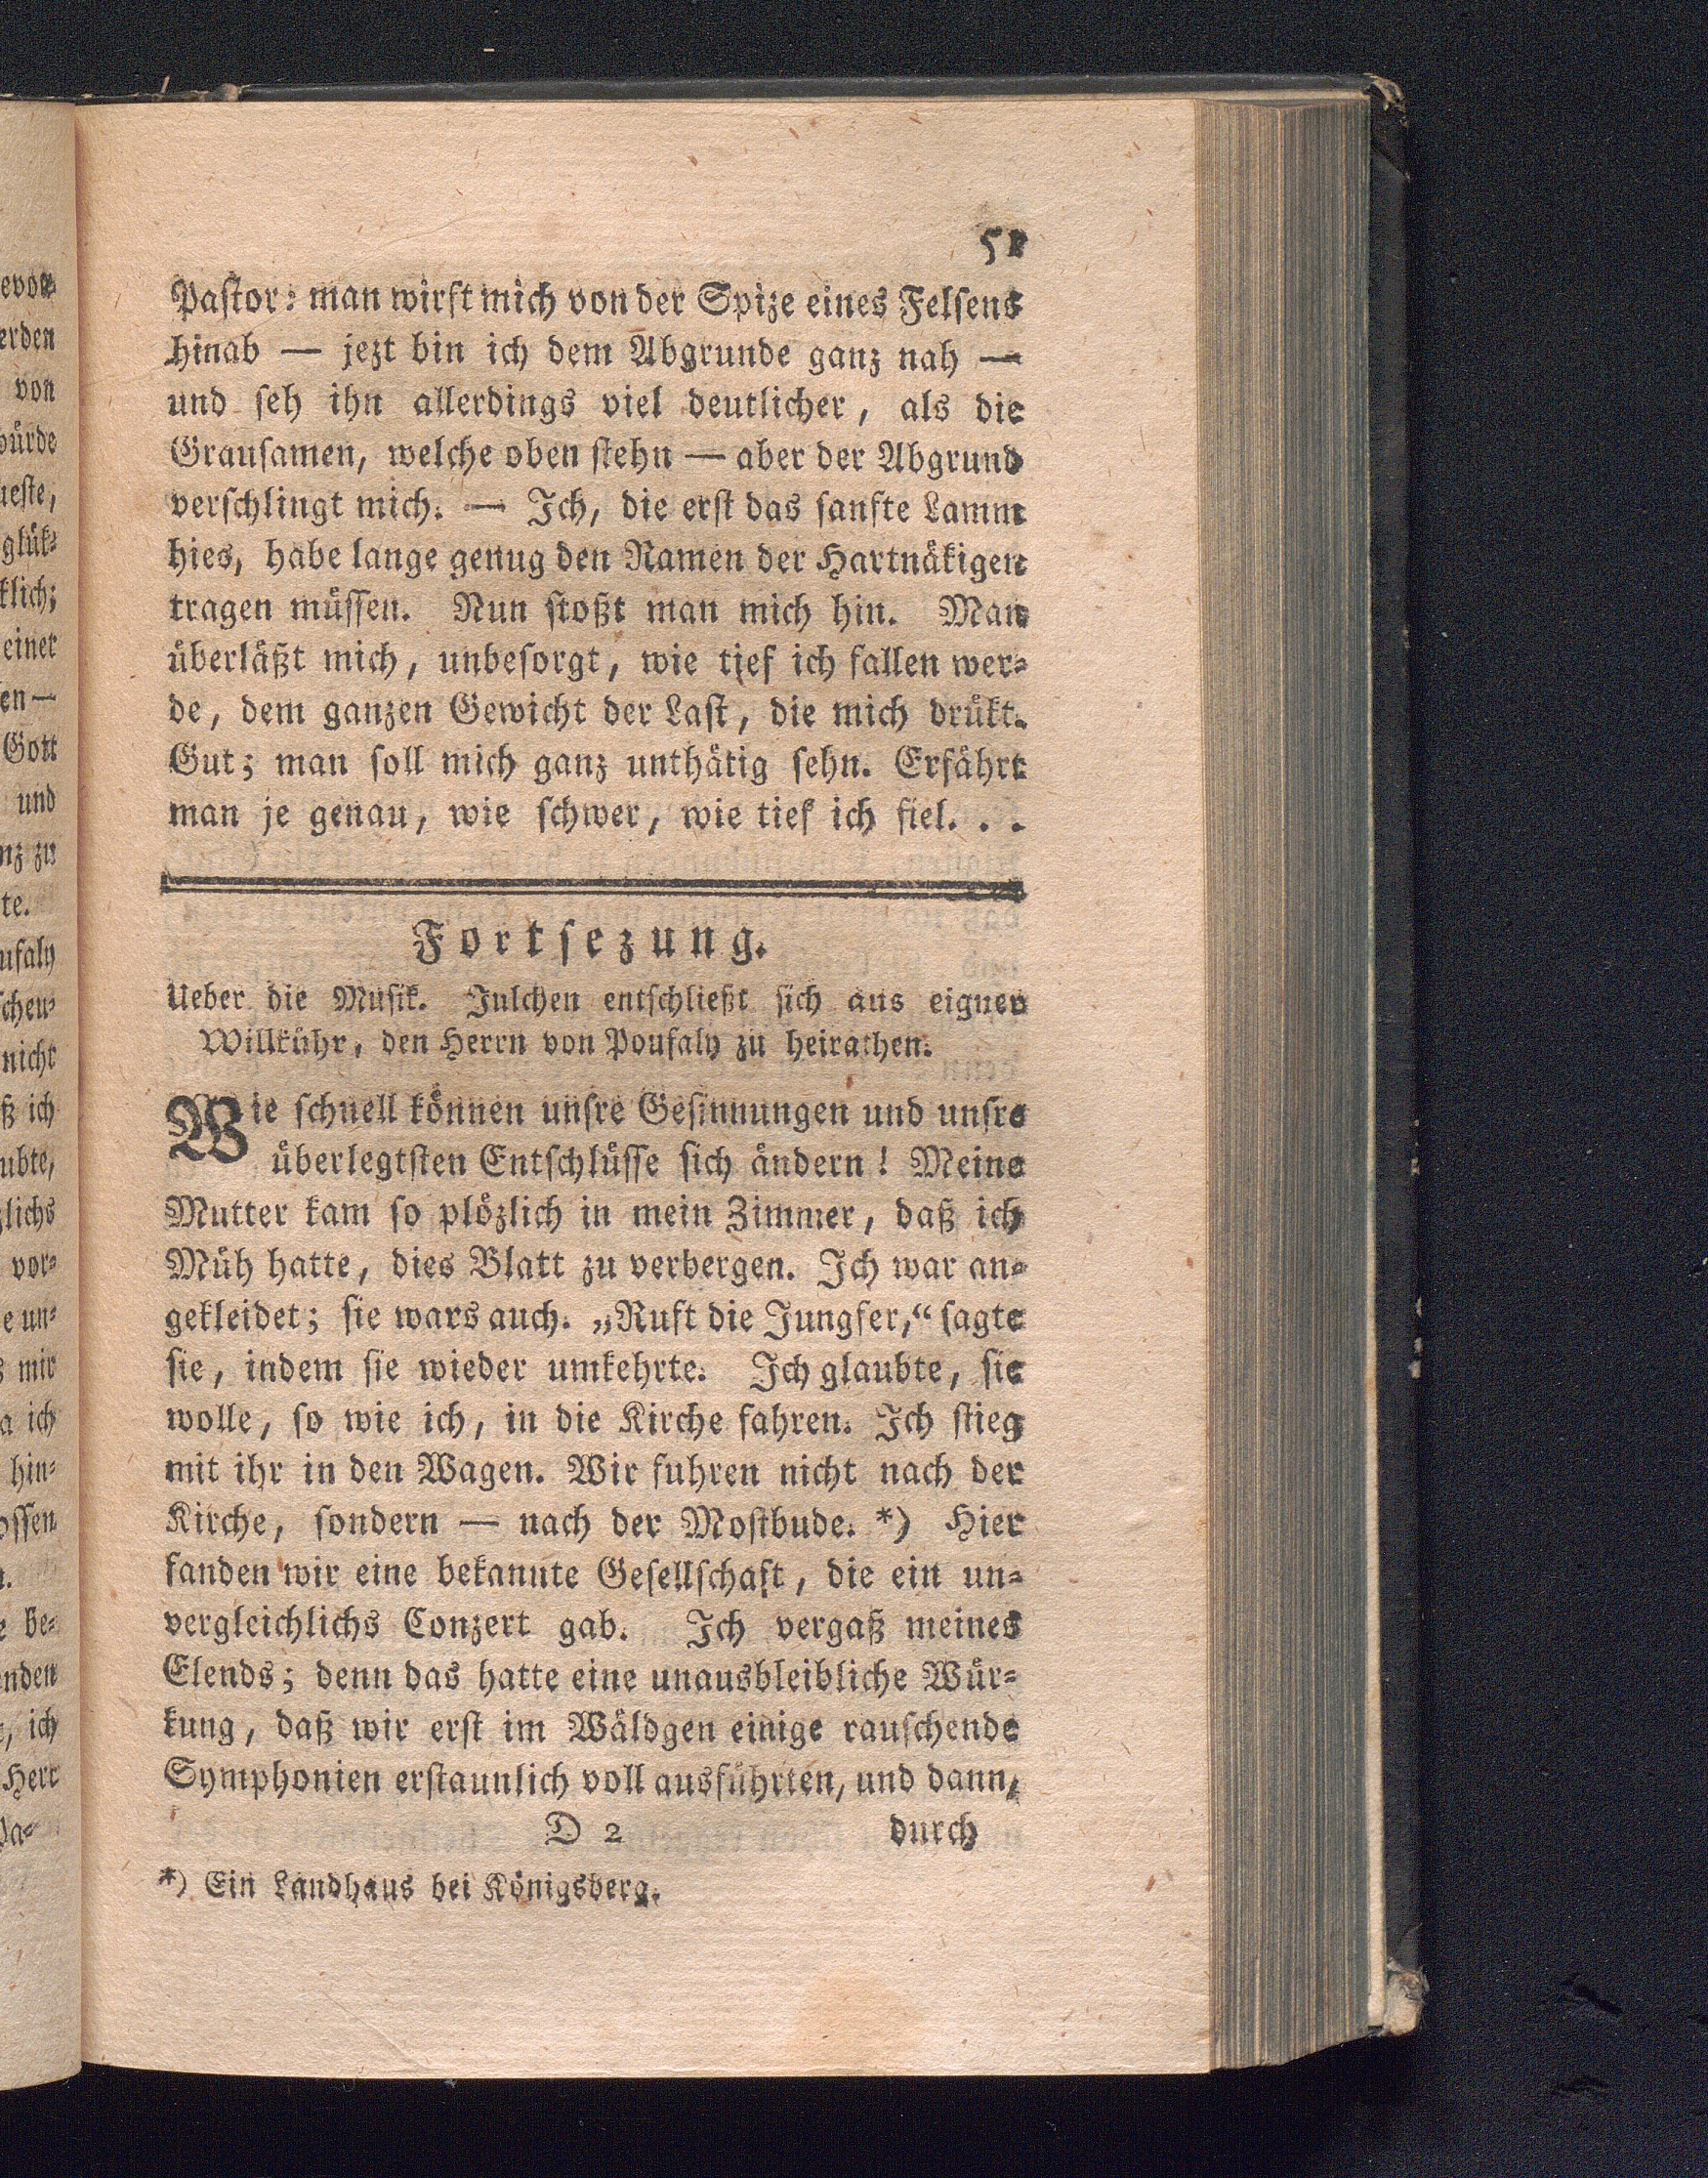 51
Paſtor: man wirft mich von der Spize eines Felſens
hinab — jezt bin ich dem Abgrunde ganz nah —
und ſeh ihn allerdings viel deutlicher, als die
Grauſamen, welche oben ſtehn — aber der Abgrund
verſchlingt mich. — Ich, die erſt das ſanfte Lamm
hies, habe lange genug den Namen der Hartnäkigen
tragen müſſen. Nun ſtoßt man mich hin. Man
überläßt mich, unbeſorgt, wie tief ich fallen wer-
de, dem ganzen Gewicht der Laſt, die mich drükt.
Gut; man ſoll mich ganz unthätig ſehn. Erfährt
man je genau, wie ſchwer, wie tief ich fiel. . .
Fortſezung.
Ueber die Muſik. Julchen entſchließt ſich aus eigner
Willkühr, den Herrn von Poufaly zu heirathen.
Wie ſchnell können unſre Geſinnungen und unſre
überlegtſten Entſchlüſſe ſich ändern! Meine
Mutter kam ſo plözlich in mein Zimmer, daß ich
Müh hatte, dies Blatt zu verbergen. Ich war an-
gekleidet; ſie wars auch. „Ruft die Jungfer,“ ſagte
ſie, indem ſie wieder umkehrte. Ich glaubte, ſie
wolle, ſo wie ich, in die Kirche fahren. Ich ſtieg
mit ihr in den Wagen. Wir fuhren nicht nach der
Kirche, ſondern — nach der Moſtbude. *) Hier
fanden wir eine bekannte Geſellſchaft, die ein un-
vergleichlichs Conzert gab. Ich vergaß meines
Elends; denn das hatte eine unausbleibliche Wür-
kung, daß wir erſt im Wäldgen einige rauſchende
Symphonien erſtaunlich voll ausführten, und dann,
D 2 durch
*) Ein Landhaus bei Königsberg.